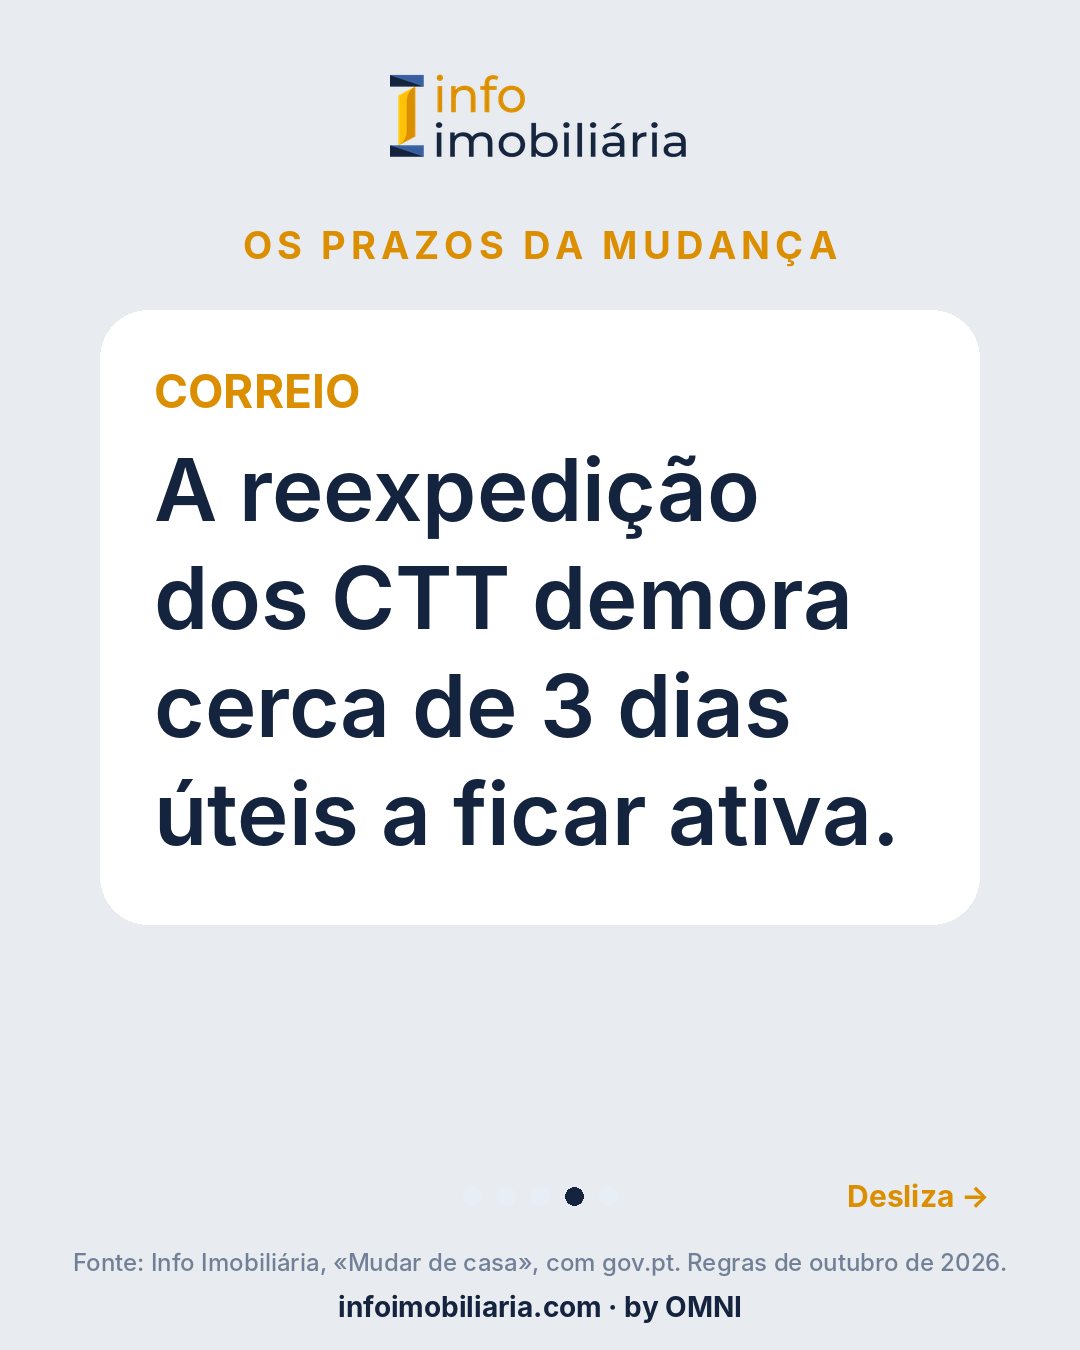 info
imobiliária
OS PRAZOS DA MUDANÇA
CORREIO
A reexpedição
dos CTT demora
cerca de 3 dias
úteis a ficar ativa.
Desliza →
Fonte: Info Imobiliária, «Mudar de casa», com gov.pt. Regras de outubro de 2026.
infoimobiliaria.com · by OMNI